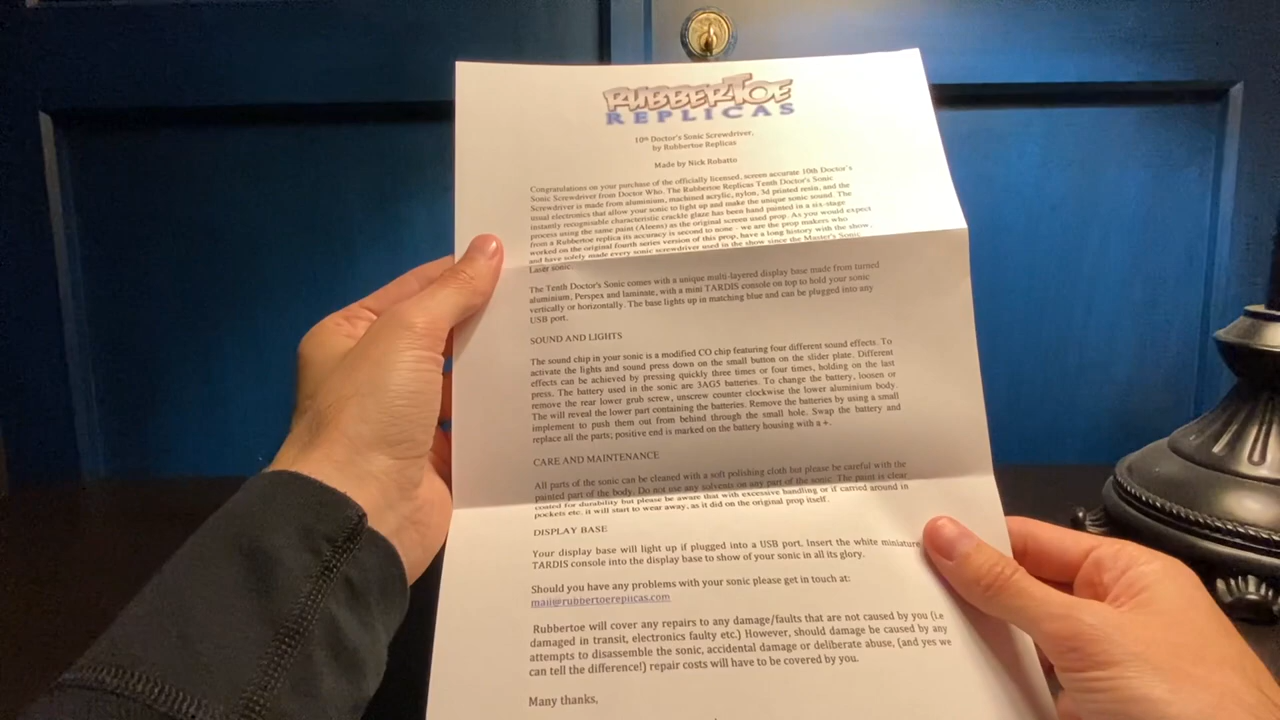 RUBBERTOE
REPLICAS
10th Doctor's Sonic Screwdriver,
by Rubbertoe Replicas
Made by Nick Robatto
Congratulations on your purchase of the officially licensed, screen accurate 10th Doctor's
Sonic Screwdriver from Doctor Who. The Rubbertoe Replicas Tenth Doctor's Sonic
Screwdriver is made from aluminium, machined acrylic, nylon, 3d printed resin, and the
usual electronics that allow your sonic to light up and make the unique sonic sound. The
instantly recognisable characteristic crackle glaze has been hand painted in a six-stage
process using the same paint (Aleens) as the original screen used prop. As you would expect
from a Rubbertoe replica its accuracy is second to none - we are the prop makers who
worked on the original fourth series version of this prop, have a long history with the show,
and have solely made every sonic screwdriver used in the show since the Master's Sonic
Laser sonic.
The Tenth Doctor's Sonic comes with a unique multi-layered display base made from turned
aluminium, Perspex and laminate, with a mini TARDIS console on top to hold your sonic
vertically or horizontally. The base lights up in matching blue and can be plugged into any
USB port.
SOUND AND LIGHTS
The sound chip in your sonic is a modified CO chip featuring four different sound effects. To
activate the lights and sound press down on the small button on the slider plate. Different
effects can be achieved by pressing quickly three times or four times, holding on the last
press. The battery used in the sonic are 3AG5 batteries. To change the battery, loosen or
remove the rear lower grub screw, unscrew counter clockwise the lower aluminium body.
The will reveal the lower part containing the batteries. Remove the batteries by using a small
implement to push them out from behind through the small hole. Swap the battery and
replace all the parts; positive end is marked on the battery housing with a +.
CARE AND MAINTENANCE
All parts of the sonic can be cleaned with a soft polishing cloth but please be careful with the
painted part of the body. Do not use any solvents on any part of the sonic. The paint is clear
coated for durability but please be aware that with excessive handling or if carried around in
pockets etc, it will start to wear away, as it did on the original prop itself.
DISPLAY BASE
Your display base will light up if plugged into a USB port. Insert the white miniature
TARDIS console into the display base to show of your sonic in all its glory.
Should you have any problems with your sonic please get in touch at:
mail@rubbertoereplicas.com
Rubbertoe will cover any repairs to any damage/faults that are not caused by you (i.e
damaged in transit, electronics faulty etc.) However, should damage be caused by any
attempts to disassemble the sonic, accidental damage or deliberate abuse, (and yes we
can tell the difference!) repair costs will have to be covered by you.
Many thanks,